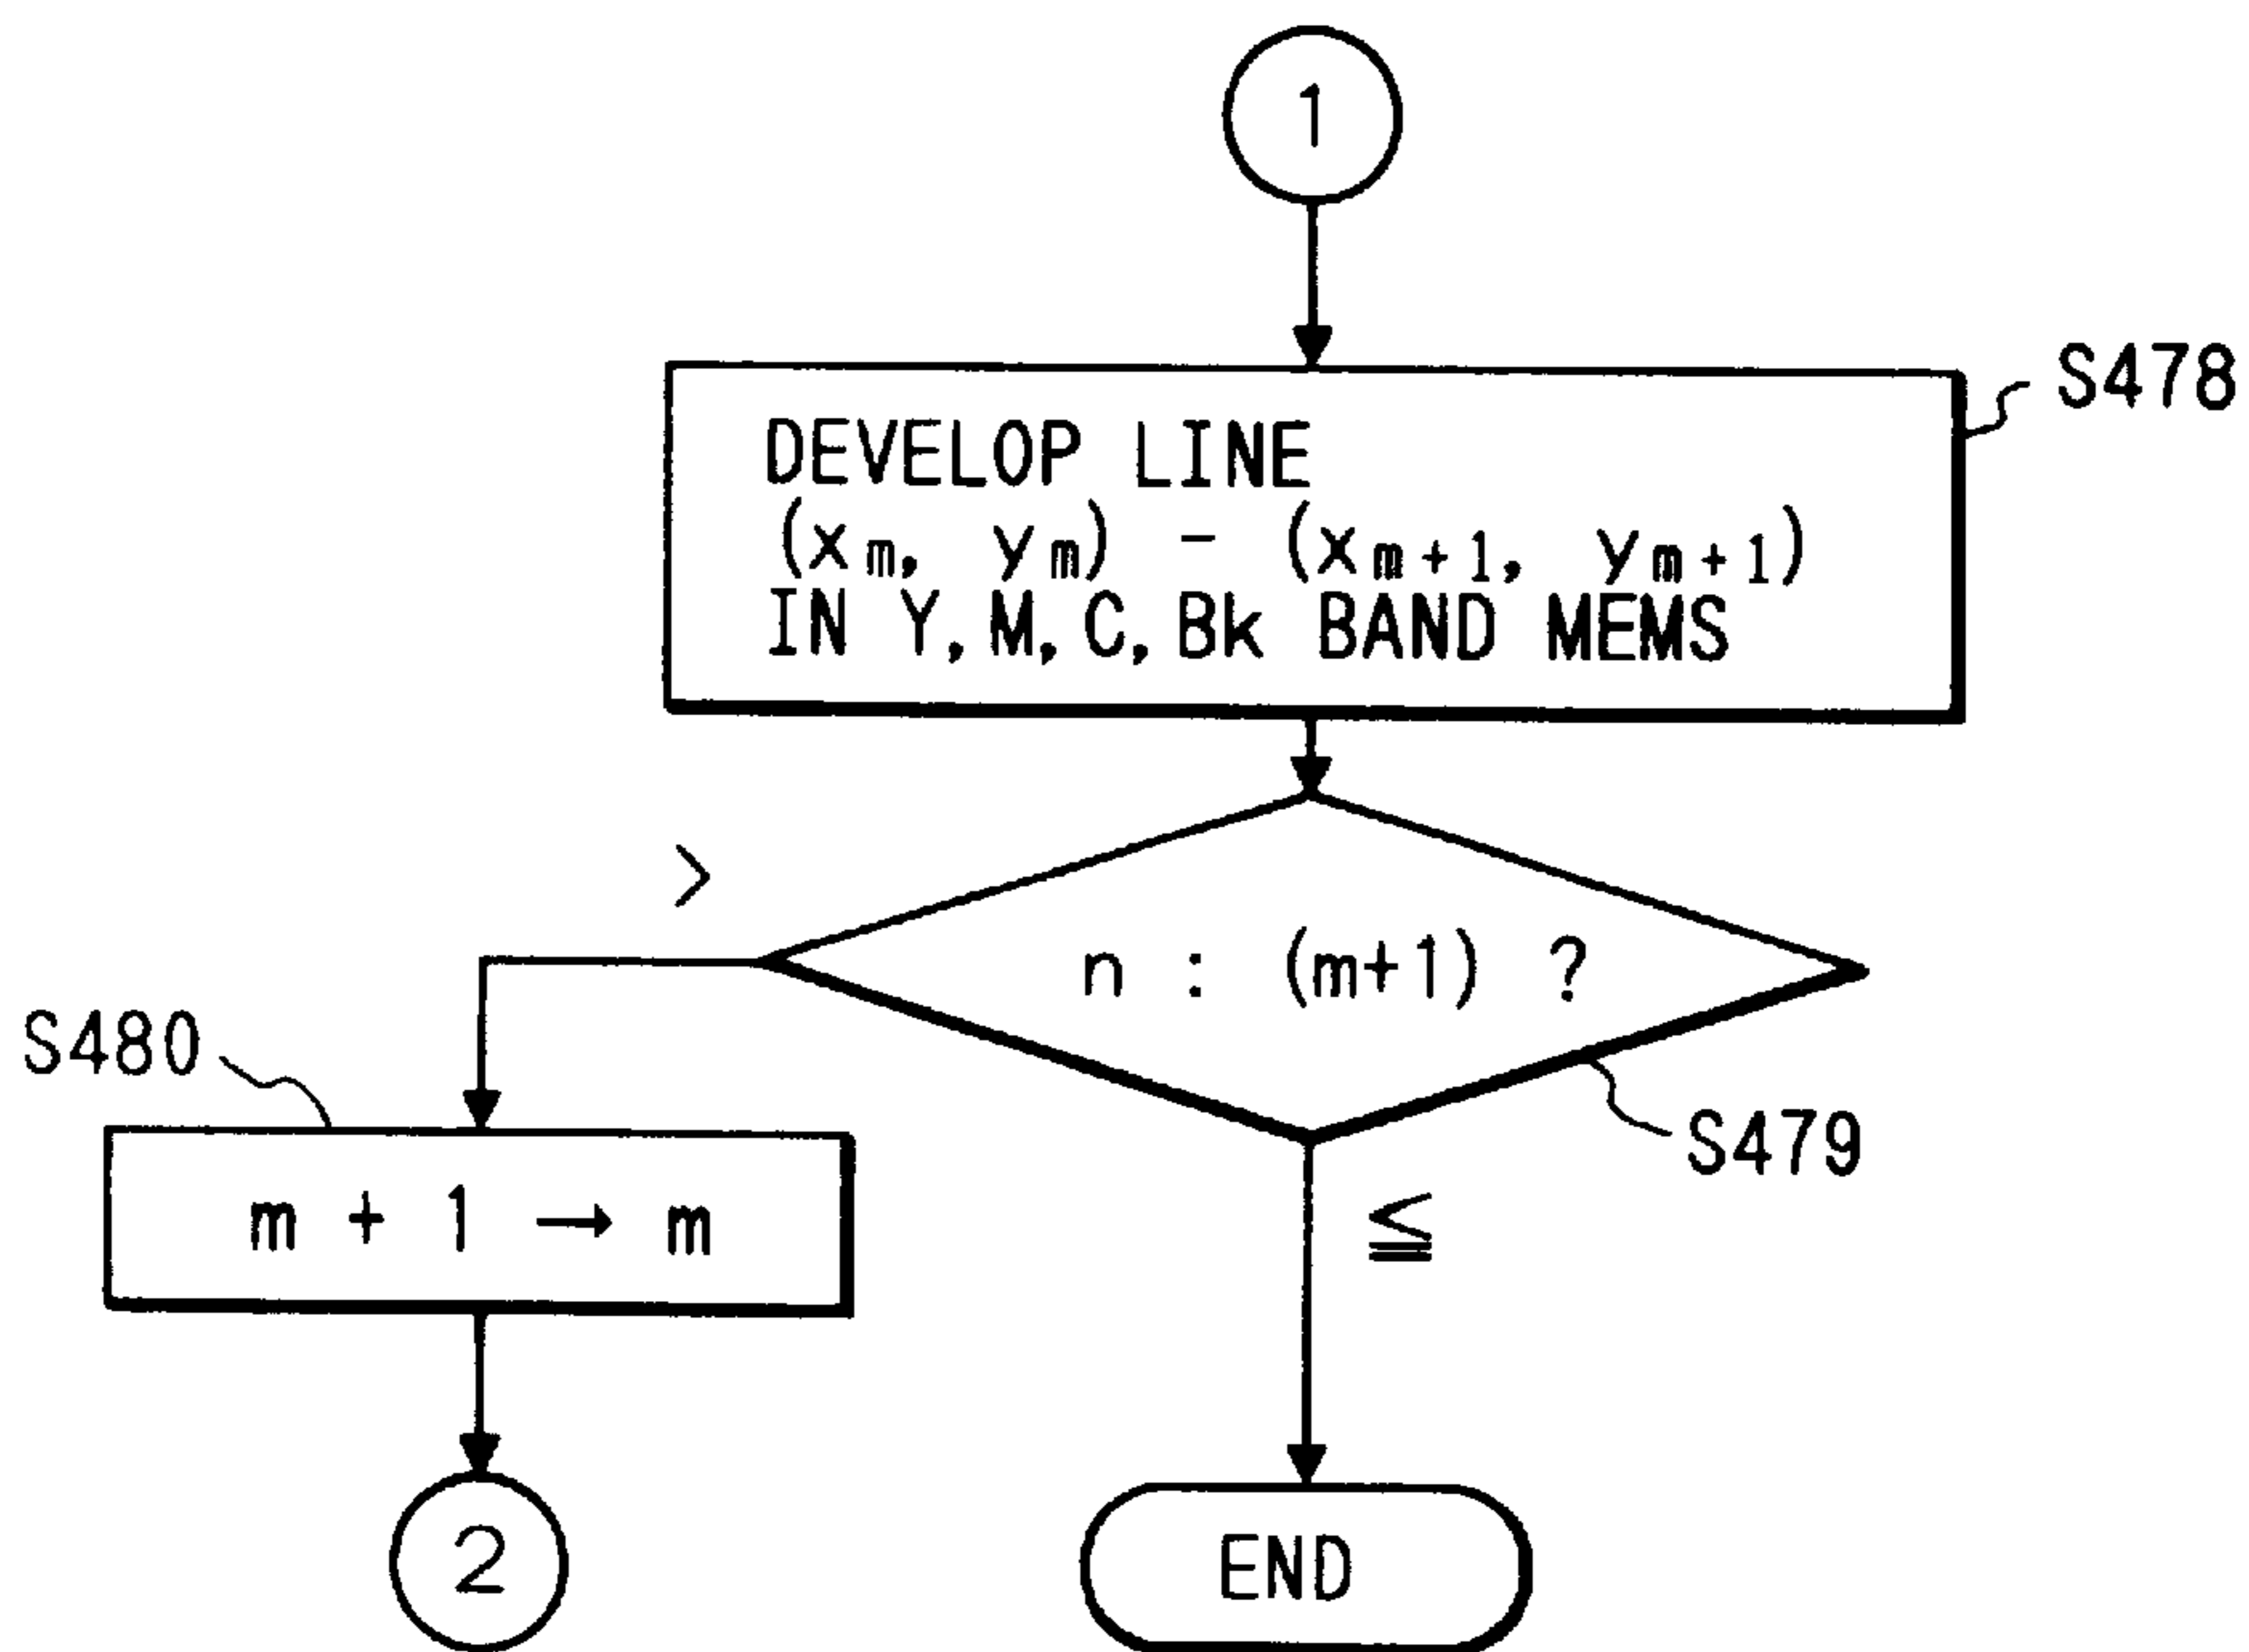 1
S478
DEVELOP LINE
(xₘ, yₘ) - (xₘ₊₁, yₘ₊₁)
IN Y, M, C, Bk BAND MEMS
>
n : (m+1) ?
S480
S479
m + 1 → m
≦
2
END